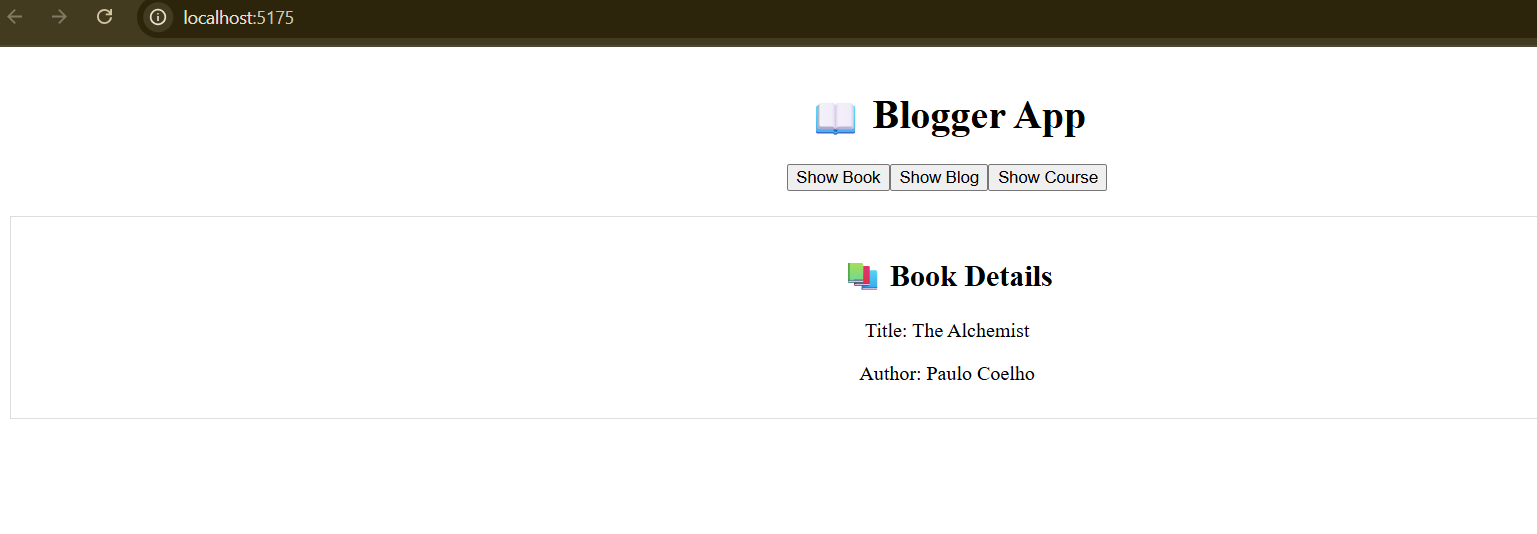 localhost:5175
📖 Blogger App
Show Book Show Blog Show Course
📚 Book Details
Title: The Alchemist
Author: Paulo Coelho